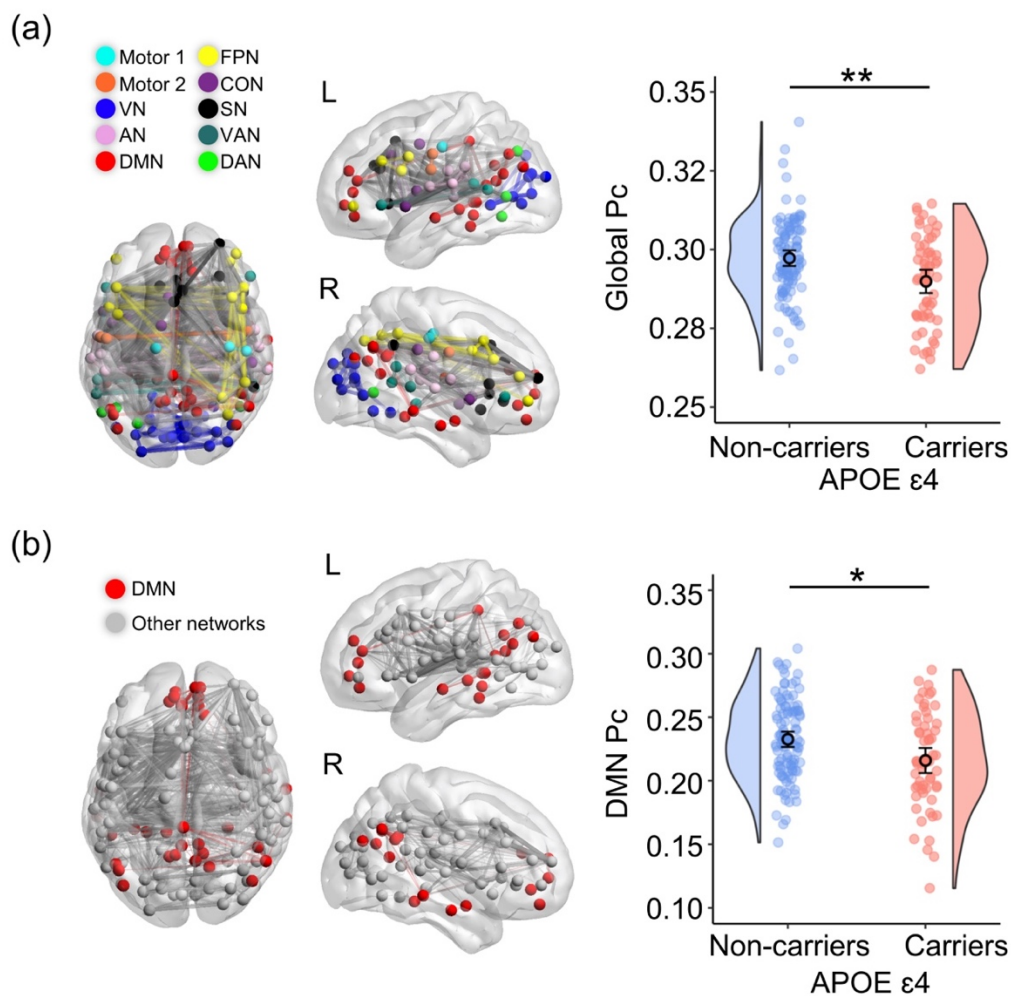 (a)
Motor 1
FPN
Motor 2
CON
VN
SN
AN
VAN
DMN
DAN
L
R
**
Global Pc
0.35
0.32
0.30
0.28
0.25
Non-carriers
Carriers
APOE ε4
(b)
DMN
Other networks
L
R
*
DMN Pc
0.35
0.30
0.25
0.20
0.15
0.10
Non-carriers
Carriers
APOE ε4